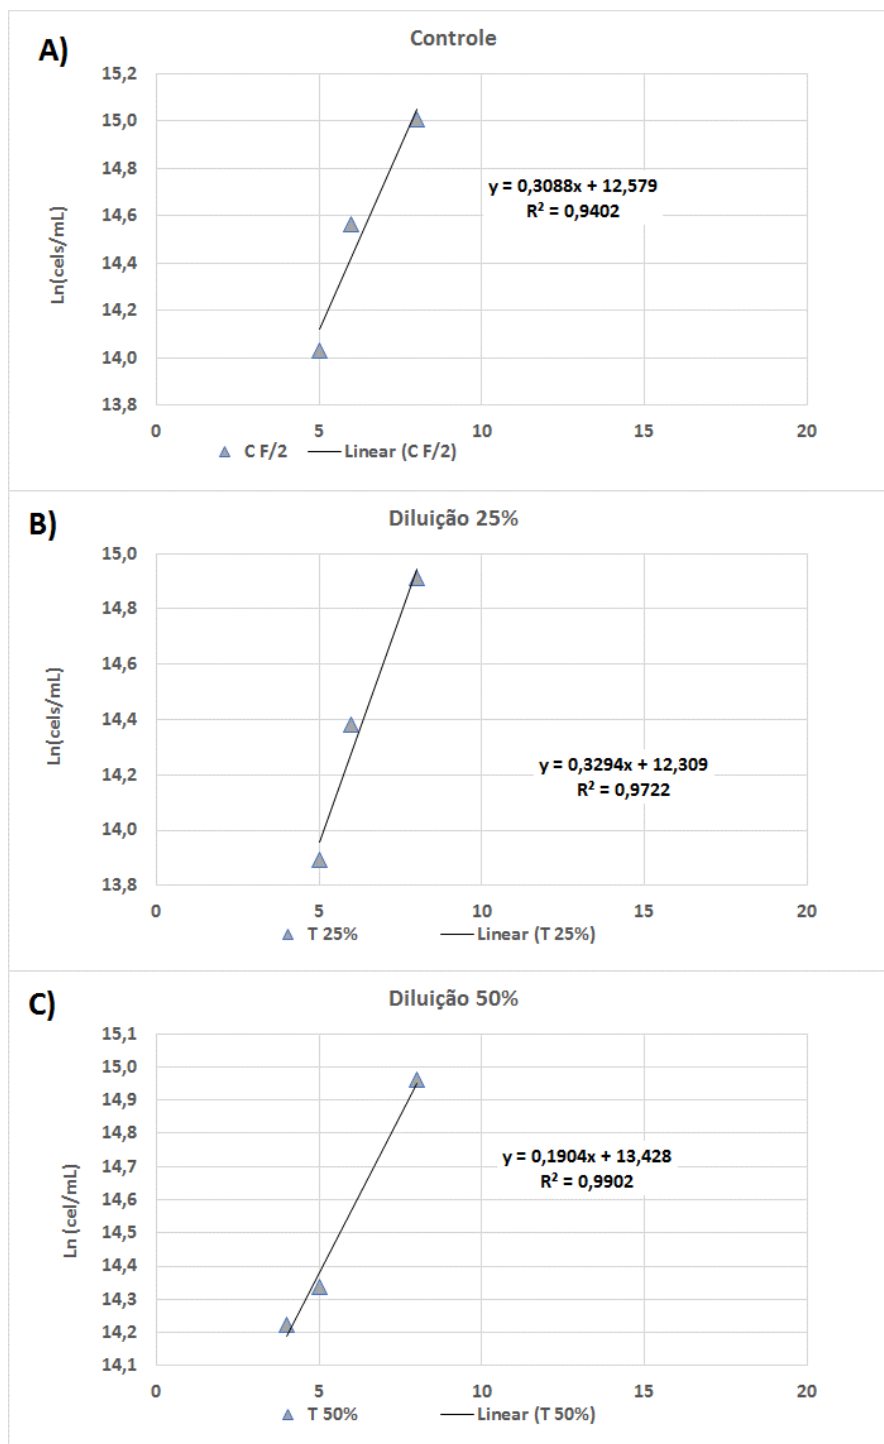 A)
Controle
15,2
15,0
14,8
14,6
14,4
14,2
14,0
13,8
Ln(cels/mL)
y = 0,3088x + 12,579
R² = 0,9402
0 5 10 15 20
C F/2 Linear (C F/2)
B)
Diluição 25%
15,0
14,8
14,6
14,4
14,2
14,0
13,8
Ln(cels/mL)
y = 0,3294x + 12,309
R² = 0,9722
0 5 10 15 20
T 25% Linear (T 25%)
C)
Diluição 50%
15,1
15,0
14,9
14,8
14,7
14,6
14,5
14,4
14,3
14,2
14,1
Ln (cel/mL)
y = 0,1904x + 13,428
R² = 0,9902
0 5 10 15 20
T 50% Linear (T 50%)